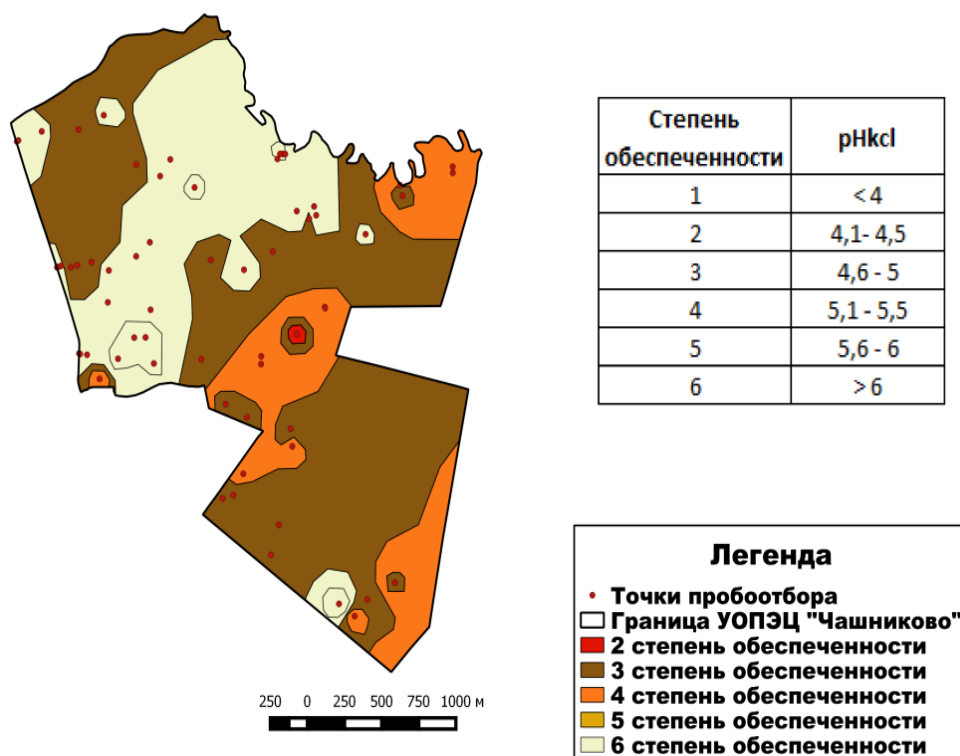 Степень обеспеченности
pHkcl
1
< 4
2
4,1- 4,5
3
4,6 - 5
4
5,1 - 5,5
5
5,6 - 6
6
> 6
Легенда
Точки пробоотбора
Граница УОПЭЦ "Чашниково"
2 степень обеспеченности
3 степень обеспеченности
4 степень обеспеченности
5 степень обеспеченности
6 степень обеспеченности
250 0 250 500 750 1000 м